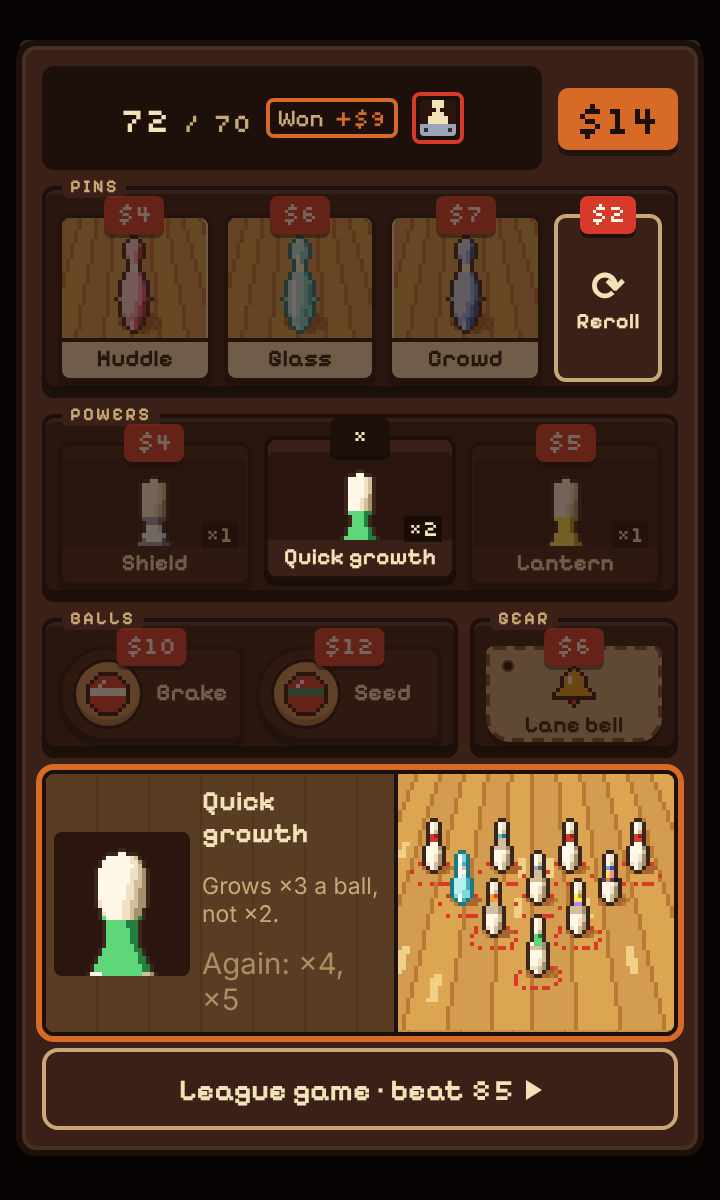 72 / 70 Won +$9 $14
PINS
$4 $6 $7 $2
Huddle Glass Crowd Reroll
POWERS
$4 × $5
×1 ×2 ×1
Shield Quick growth Lantern
BALLS GEAR
$10 $12 $6
Brake Seed Lane bell
Quick
growth
Grows ×3 a ball,
not ×2.
Again: ×4,
×5
League game · beat 85 ▶